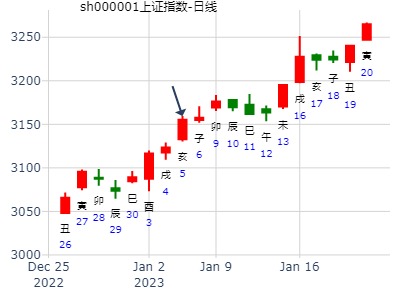 sh000001上证指数-日线
3250
3200
3150
3100
3050
3000
丑
26
寅
27
卯
28
辰
29
巳
30
酉
3
戌
4
亥
5
子
6
卯
9
辰
10
巳
11
午
12
未
13
戌
16
亥
17
子
18
丑
19
寅
20
Dec 25
2022
Jan 2
2023
Jan 9
Jan 16